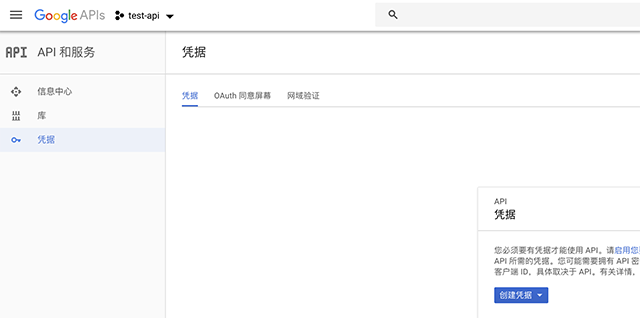 Google APIs
test-api
API
API 和服务
凭据
信息中心
库
凭据
凭据
OAuth 同意屏幕
网域验证
API
凭据
您必须要有凭据才能使用 API。请启用您
API 所需的凭据。您可能需要拥有 API 密
客户端 ID，具体取决于 API。有关详情，
创建凭据